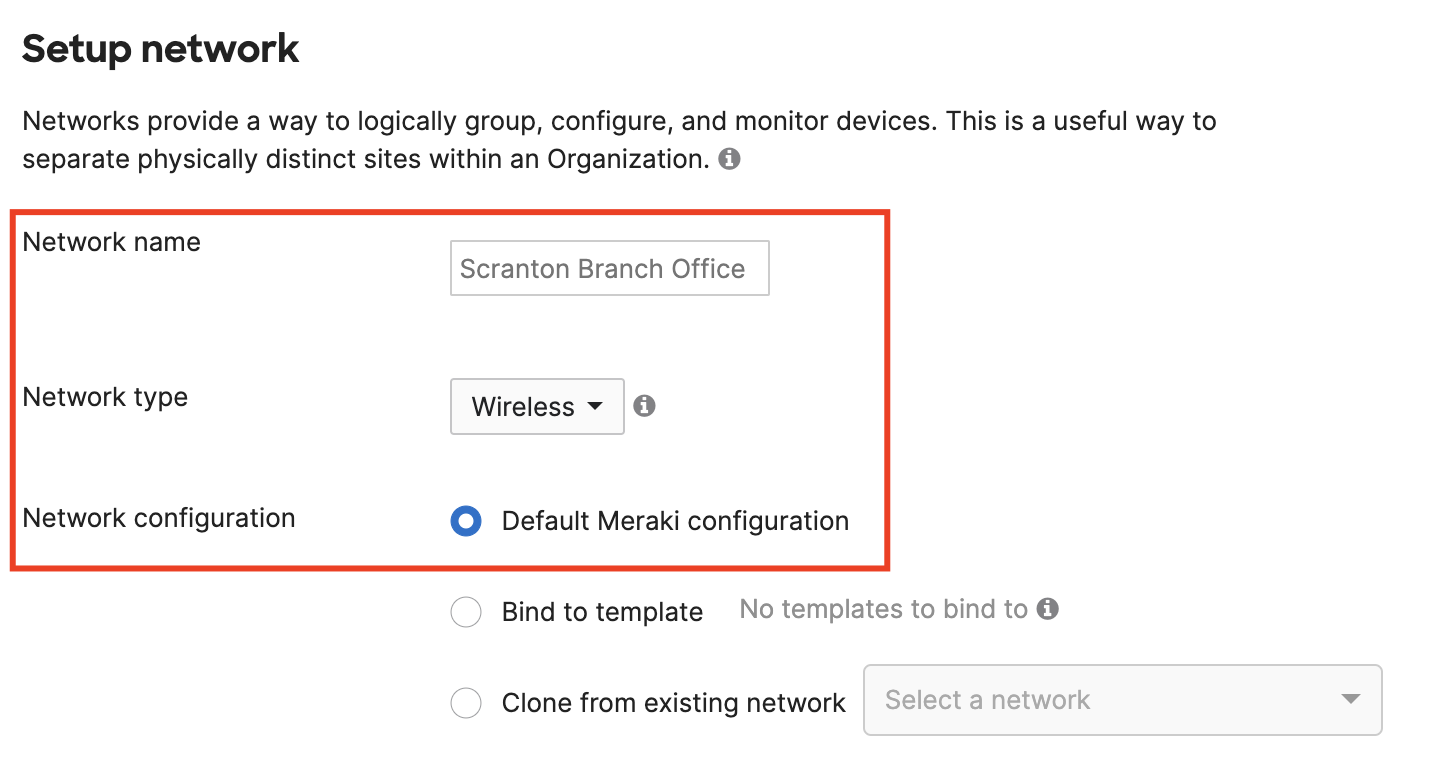 Setup network
Networks provide a way to logically group, configure, and monitor devices. This is a useful way to
separate physically distinct sites within an Organization.
Network name
Scranton Branch Office
Network type
Wireless
Network configuration
Default Meraki configuration
Bind to template No templates to bind to
Clone from existing network Select a network